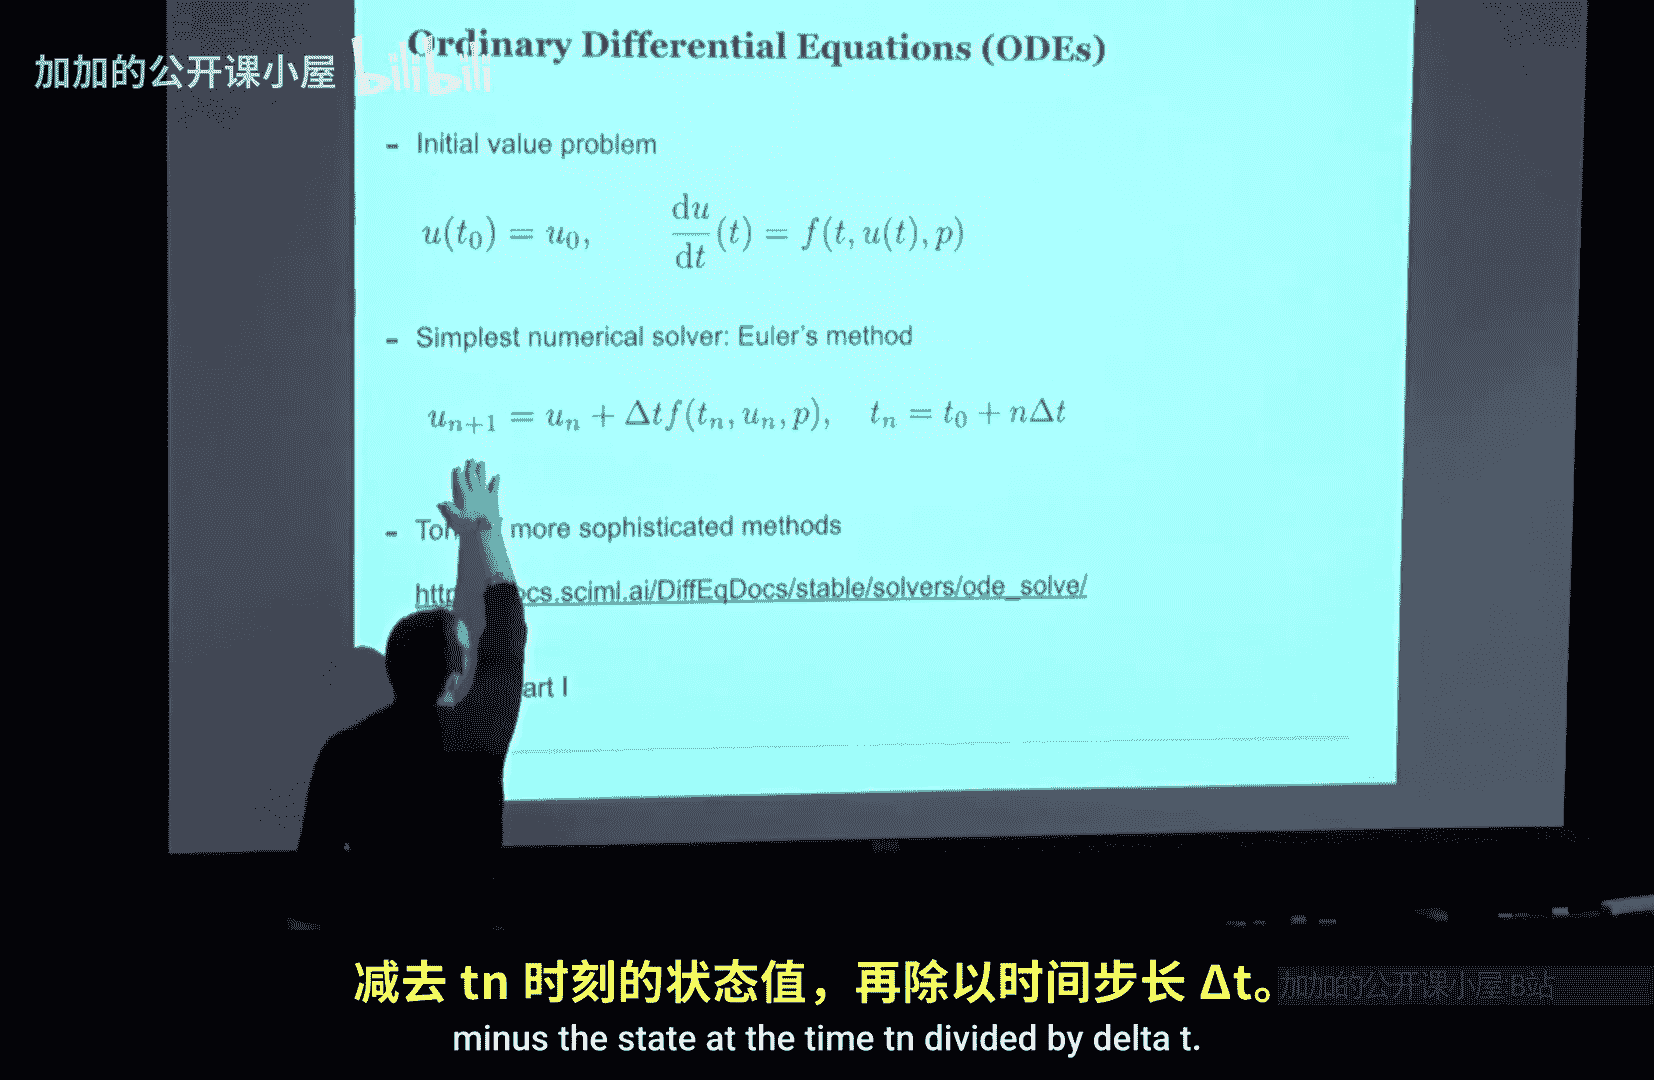 加加的公开课小屋 bilibili
Ordinary Differential Equations (ODEs)
- Initial value problem
u(t₀) = u₀, du/dt (t) = f(t, u(t), p)
- Simplest numerical solver: Euler's method
uₙ₊₁ = uₙ + Δt f(tₙ, uₙ, p), tₙ = t₀ + nΔt
- more sophisticated methods
http ocs.sciml.ai/DiffEqDocs/stable/solvers/ode_solve/
art I
减去 tn 时刻的状态值，再除以时间步长 Δt。
加加的公开课小屋 B站
minus the state at the time tn divided by delta t.